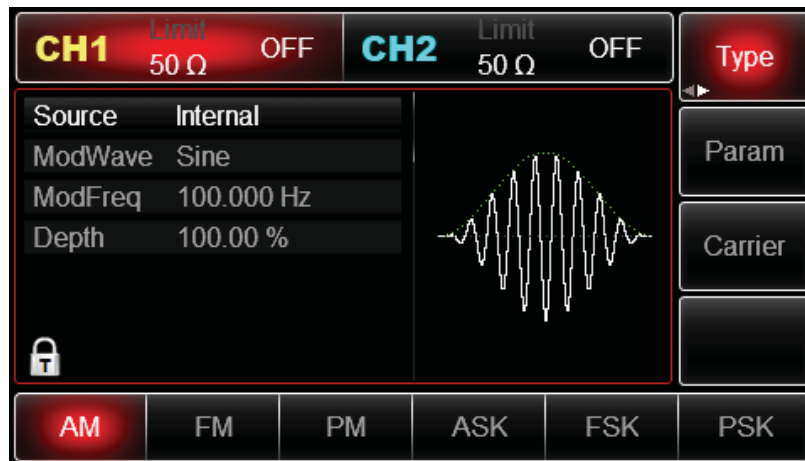 CH1 Limit 50 Ω OFF CH2 Limit 50 Ω OFF
Type
Source Internal
ModWave Sine
ModFreq 100.000 Hz
Depth 100.00 %
Param
Carrier
T
AM FM PM ASK FSK PSK